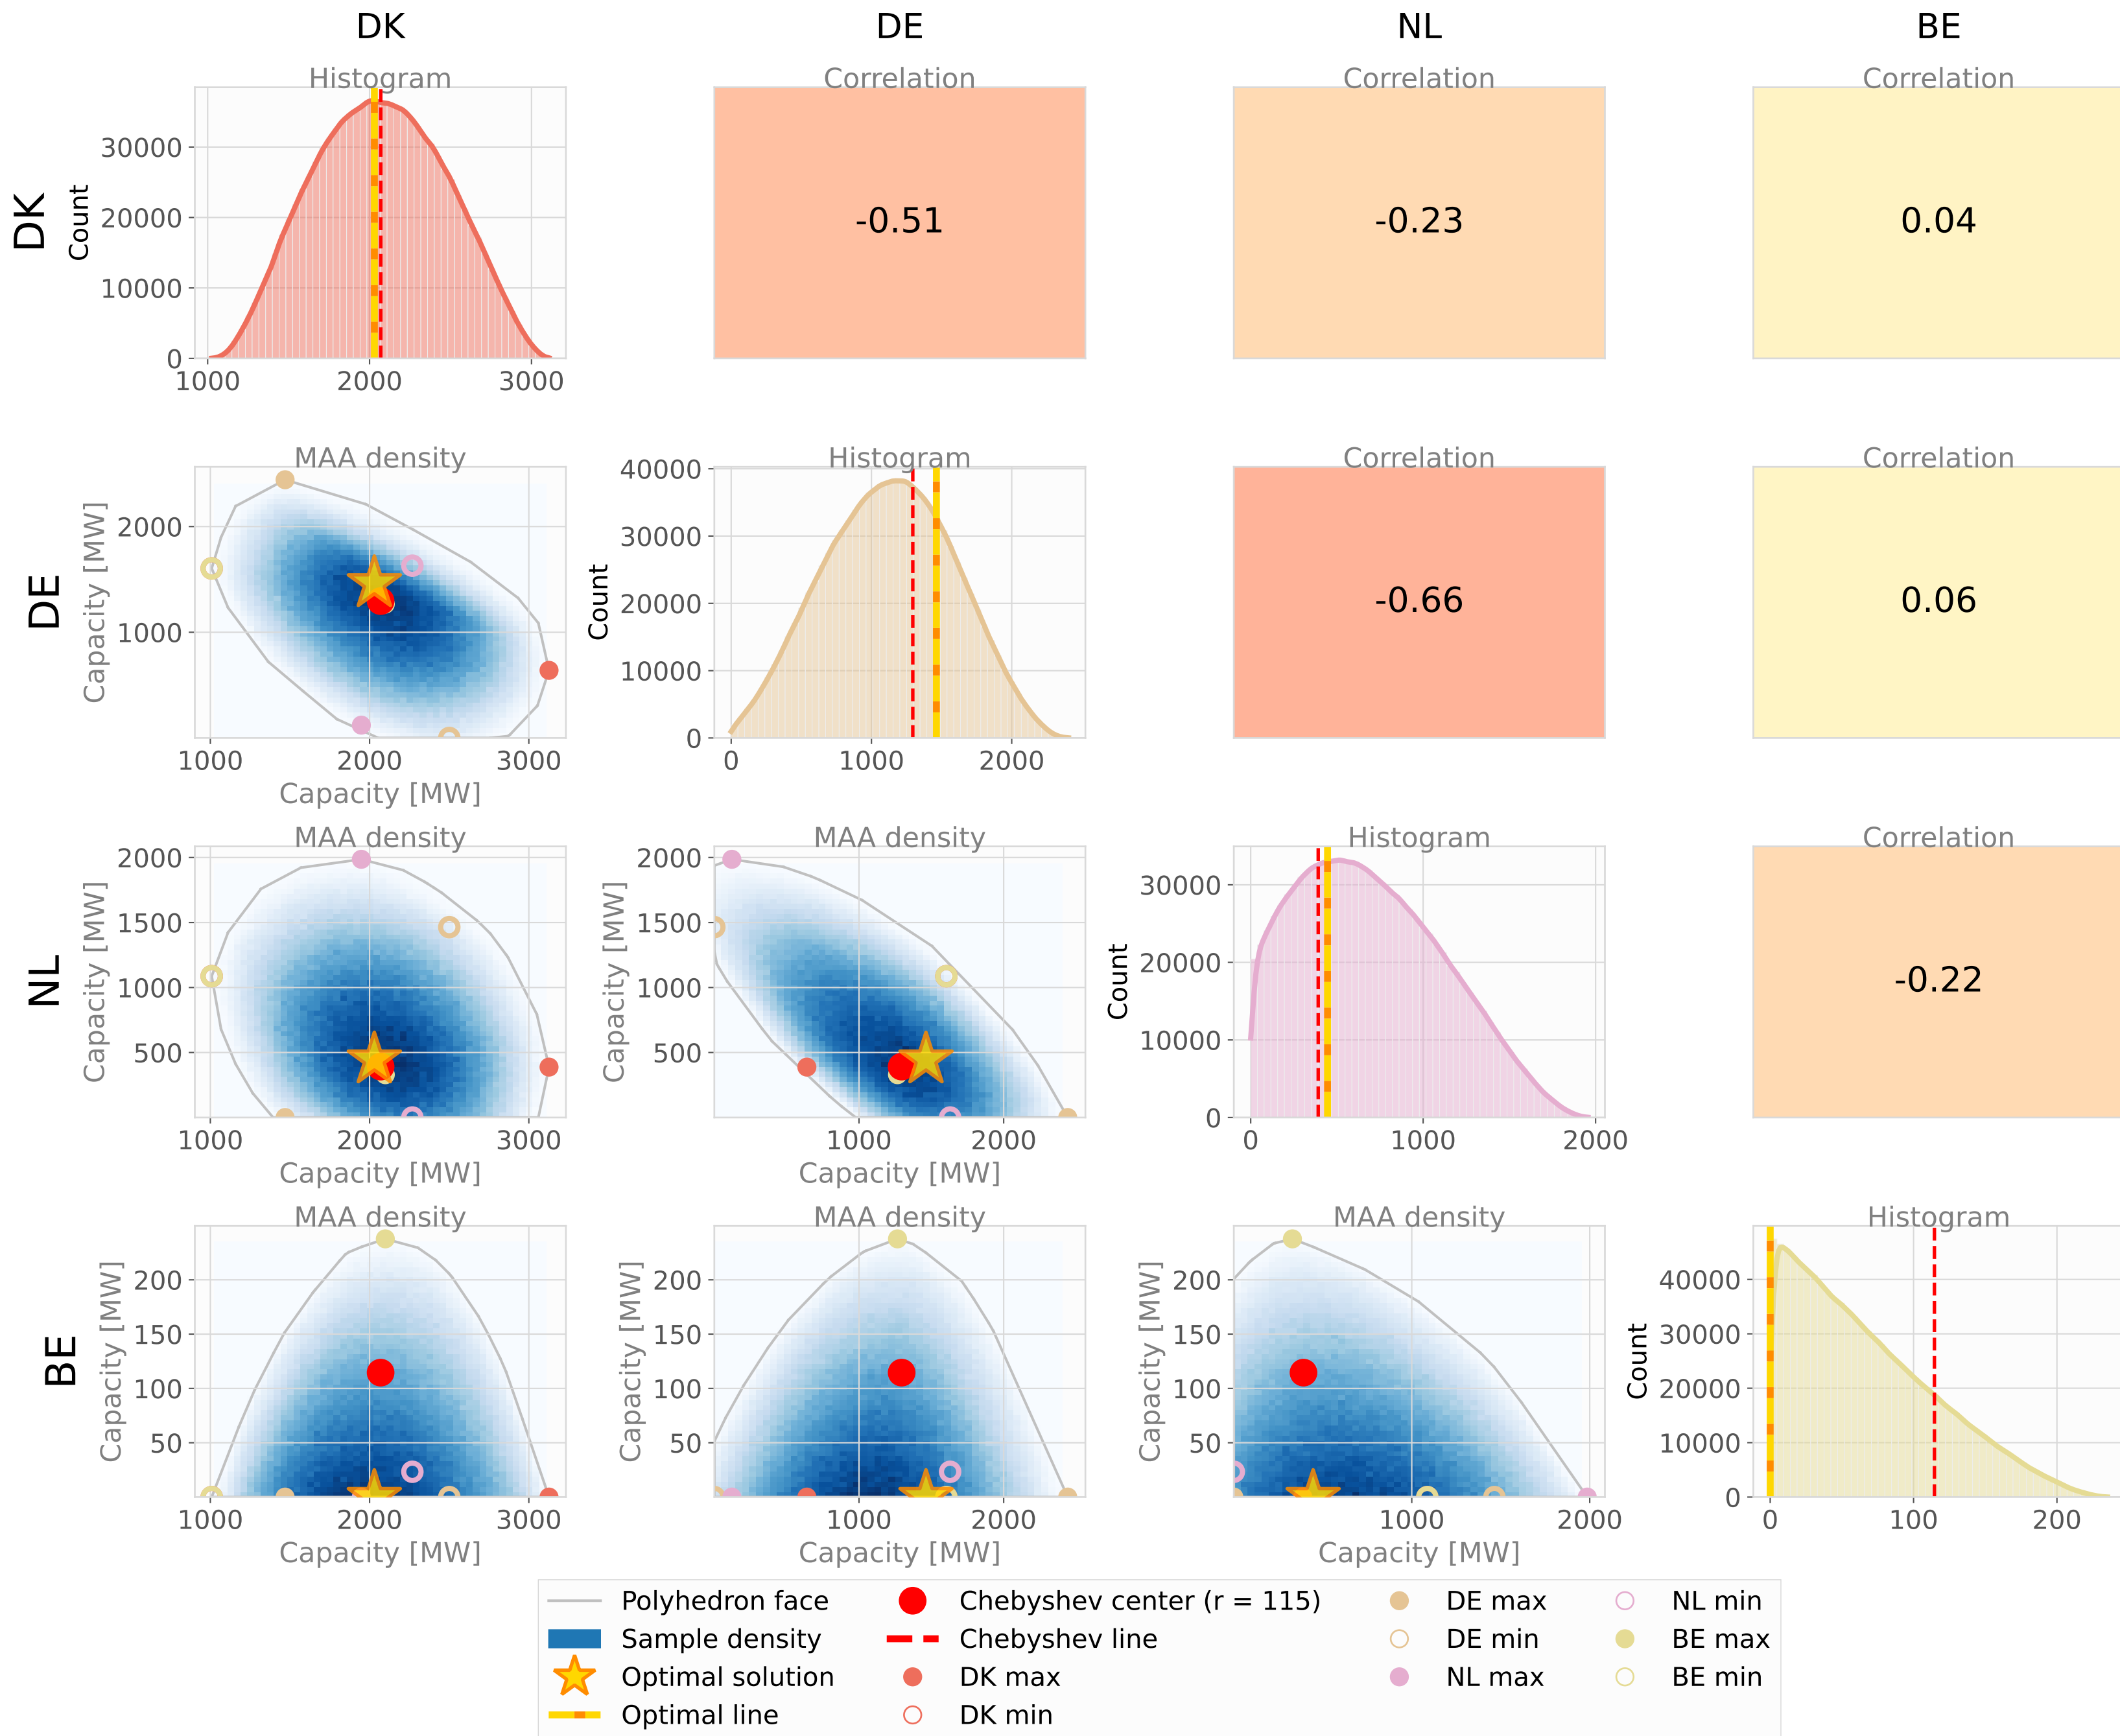 DK DE NL BE
Histogram Correlation Correlation Correlation
DK
Count
30000
20000
10000
0
1000 2000 3000
-0.51 -0.23 0.04
MAA density Histogram Correlation Correlation
DE
Capacity [MW]
2000
1000
1000 2000 3000
Capacity [MW]
Count
40000
30000
20000
10000
0
0 1000 2000
-0.66 0.06
MAA density MAA density Histogram Correlation
NL
Capacity [MW]
2000
1500
1000
500
1000 2000 3000
Capacity [MW]
Capacity [MW]
2000
1500
1000
500
1000 2000
Capacity [MW]
Count
30000
20000
10000
0
0 1000 2000
-0.22
MAA density MAA density MAA density Histogram
BE
Capacity [MW]
200
150
100
50
1000 2000 3000
Capacity [MW]
Capacity [MW]
200
150
100
50
1000 2000
Capacity [MW]
Capacity [MW]
200
150
100
50
1000 2000
Capacity [MW]
Count
40000
30000
20000
10000
0
0 100 200
Polyhedron face
Sample density
Optimal solution
Optimal line
Chebyshev center (r = 115)
Chebyshev line
DK max
DK min
DE max
DE min
NL max
NL min
BE max
BE min